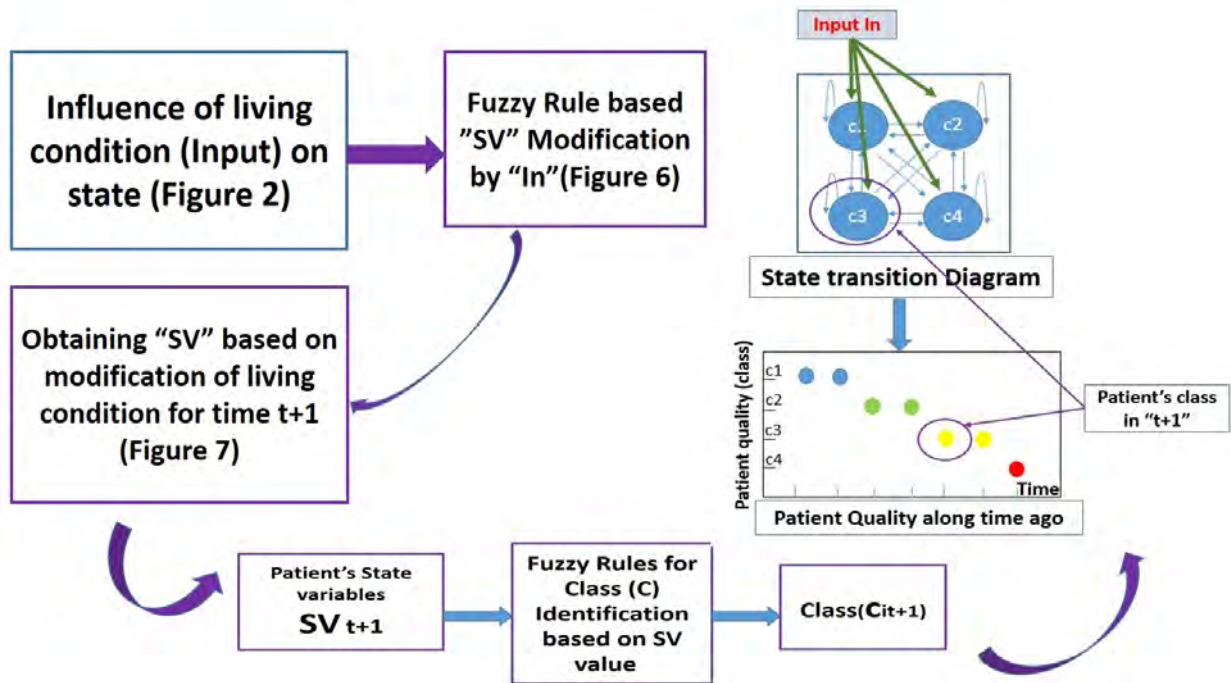 Influence of living
condition (Input) on
state (Figure 2)
Fuzzy Rule based
”SV” Modification
by “In”(Figure 6)
Input In
c1
c2
c3
c4
State transition Diagram
Obtaining “SV” based on
modification of living
condition for time t+1
(Figure 7)
Patient quality (class)
c1
c2
c3
c4
Time
Patient Quality along time ago
Patient’s class
in “t+1”
Patient’s State
variables
SV t+1
Fuzzy Rules for
Class (C)
Identification
based on SV
value
Class(Cit+1)